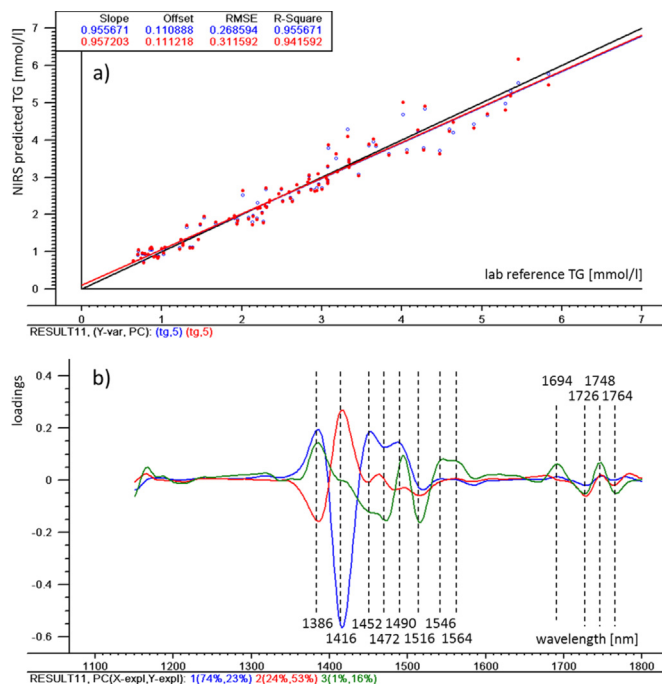 Slope Offset RMSE R-Square
0.955671 0.110888 0.268594 0.955671
0.957203 0.111218 0.311592 0.941592
a)
NIRS predicted TG [mmol/l]
7
6
5
4
3
2
1
0
lab reference TG [mmol/l]
0 1 2 3 4 5 6 7
RESULT11, (Y-var, PC): (tg,5) (tg,5)
b)
loadings
0.4
0.2
0
-0.2
-0.4
-0.6
1694 1748
1726 1764
1386 1452 1490 1546
1416 1472 1516 1564
wavelength [nm]
1100 1200 1300 1400 1500 1600 1700 1800
RESULT11, PC(X-expl,Y-expl): 1(74%,23%) 2(24%,53%) 3(1%,16%)